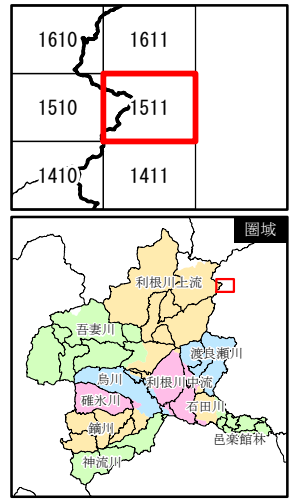 1610 1611
1510 1511
1410 1411
圏域
利根川上流
吾妻川
渡良瀬川
烏川 利根川中流
碓氷川
石田川
鏑川
邑楽館林
神流川